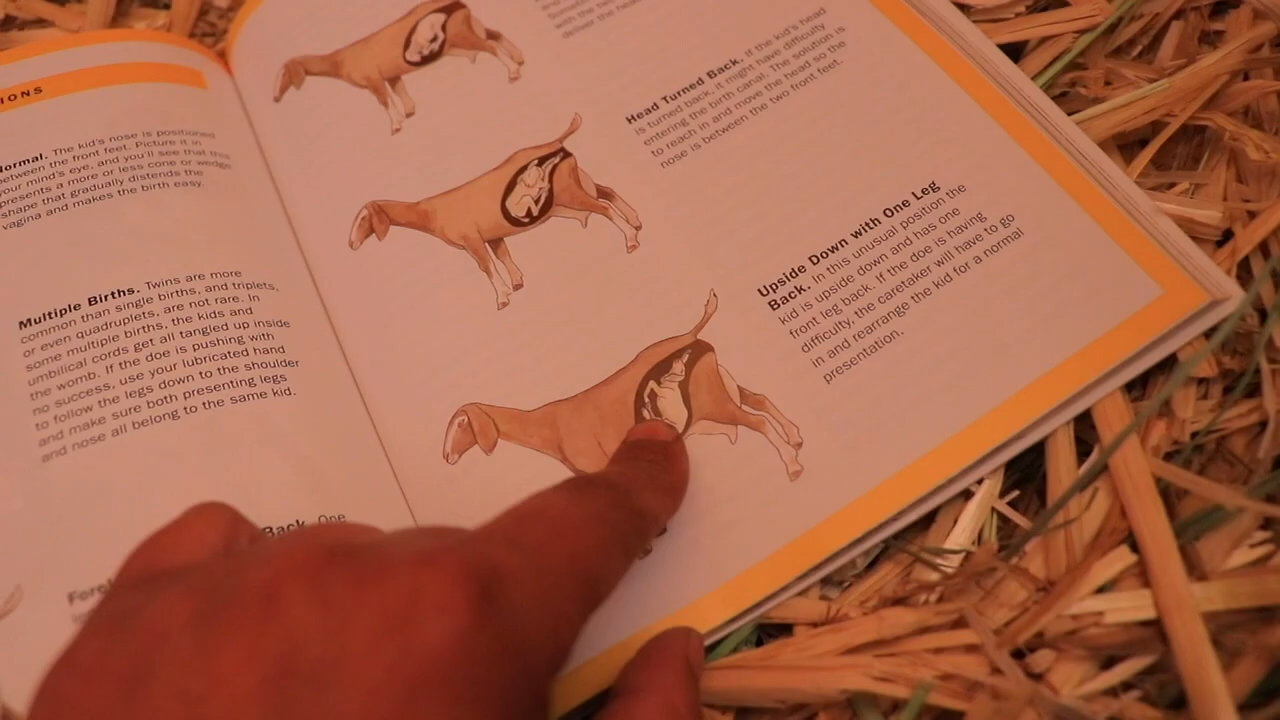 IONS
Normal. The kid's nose is positioned
between the front feet. Picture it in
your mind's eye, and you'll see that this
presents a more or less cone or wedge
shape that gradually distends the
vagina and makes the birth easy.
Multiple Births. Twins are more
common than single births, and triplets,
or even quadruplets, are not rare. In
some multiple births, the kids and
umbilical cords get all tangled up inside
the womb. If the doe is pushing with
no success, use your lubricated hand
to follow the legs down to the shoulder
and make sure both presenting legs
and nose all belong to the same kid.
Back. One
with the two
deliver the
Head Turned Back. If the kid's head
is turned back, it might have difficulty
entering the birth canal. The solution is
to reach in and move the head so the
nose is between the two front feet.
Upside Down with One Leg
Back. In this unusual position the
kid is upside down and has one
front leg back. If the doe is having
difficulty, the caretaker will have to go
in and rearrange the kid for a normal
presentation.